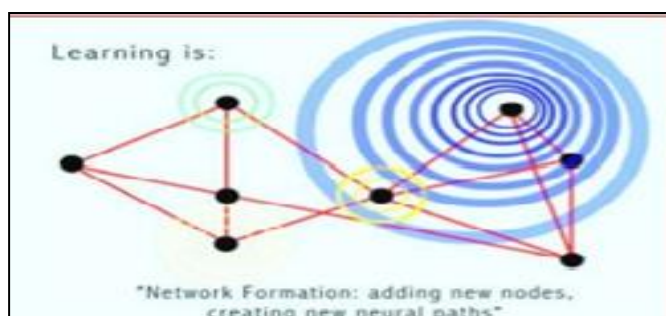 Learning is:
"Network Formation: adding new nodes,
creating new neural paths"